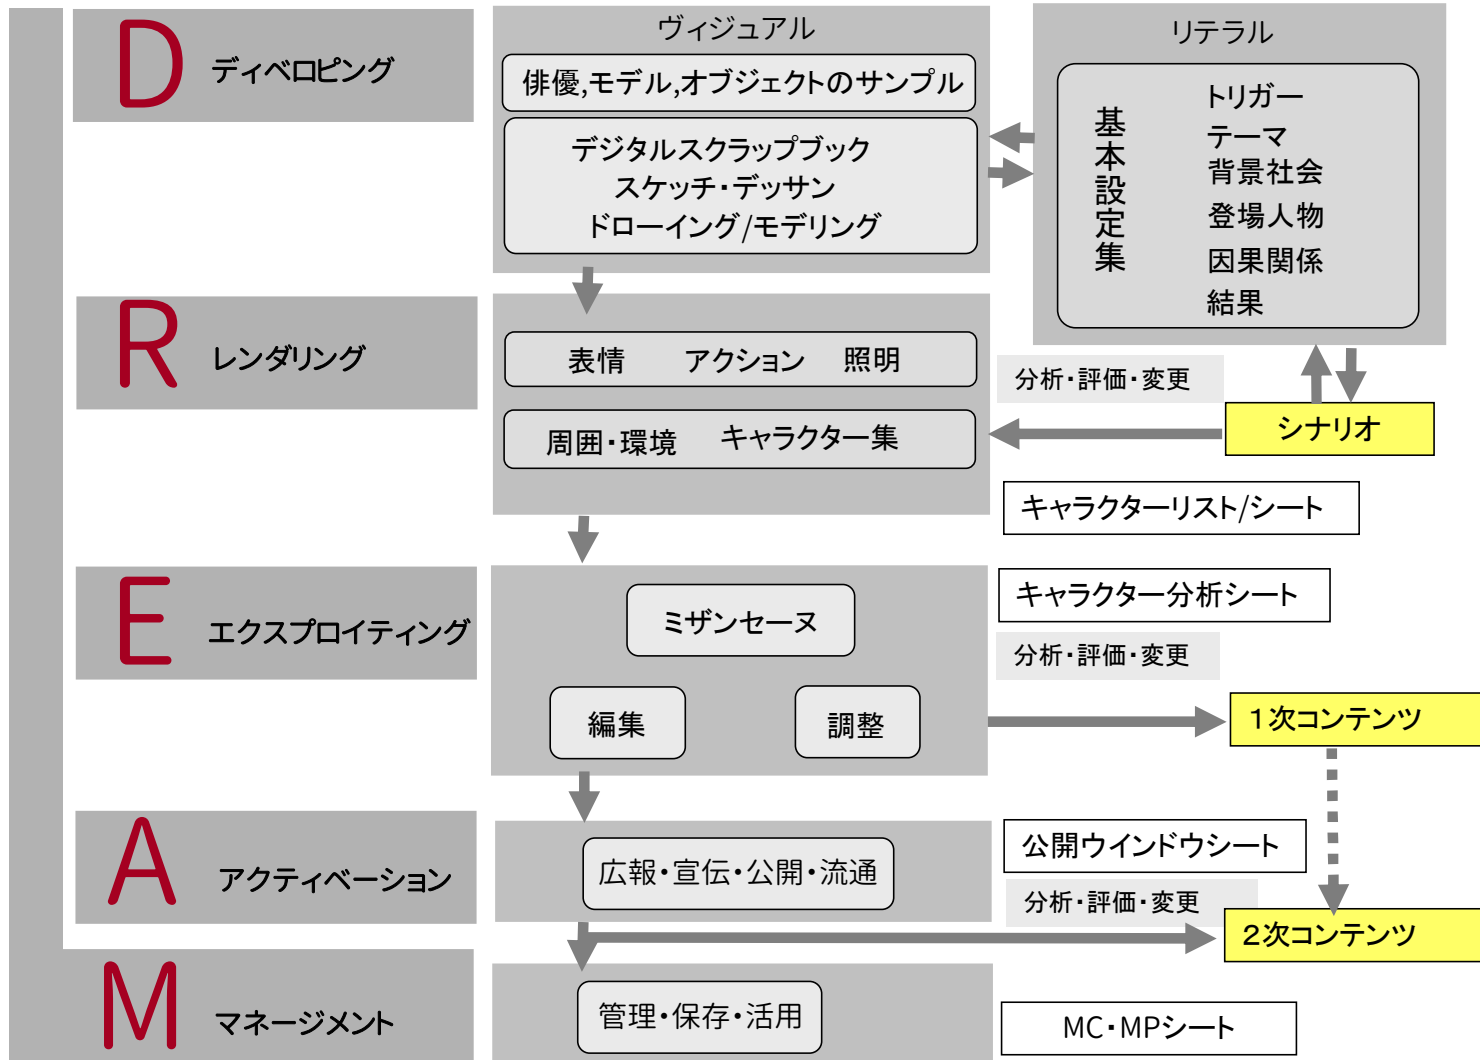 D
ディベロピング
ヴィジュアル
俳優,モデル,オブジェクトのサンプル
デジタルスクラップブック
スケッチ・デッサン
ドローイング/モデリング
リテラル
基本設定集
トリガー
テーマ
背景社会
登場人物
因果関係
結果
R
レンダリング
表情 アクション 照明
周囲・環境 キャラクター集
分析・評価・変更
シナリオ
キャラクターリスト/シート
E
エクスプロイティング
ミザンセーヌ
編集 調整
キャラクター分析シート
分析・評価・変更
１次コンテンツ
A
アクティベーション
広報・宣伝・公開・流通
公開ウインドウシート
分析・評価・変更
２次コンテンツ
M
マネージメント
管理・保存・活用
MC・MPシート